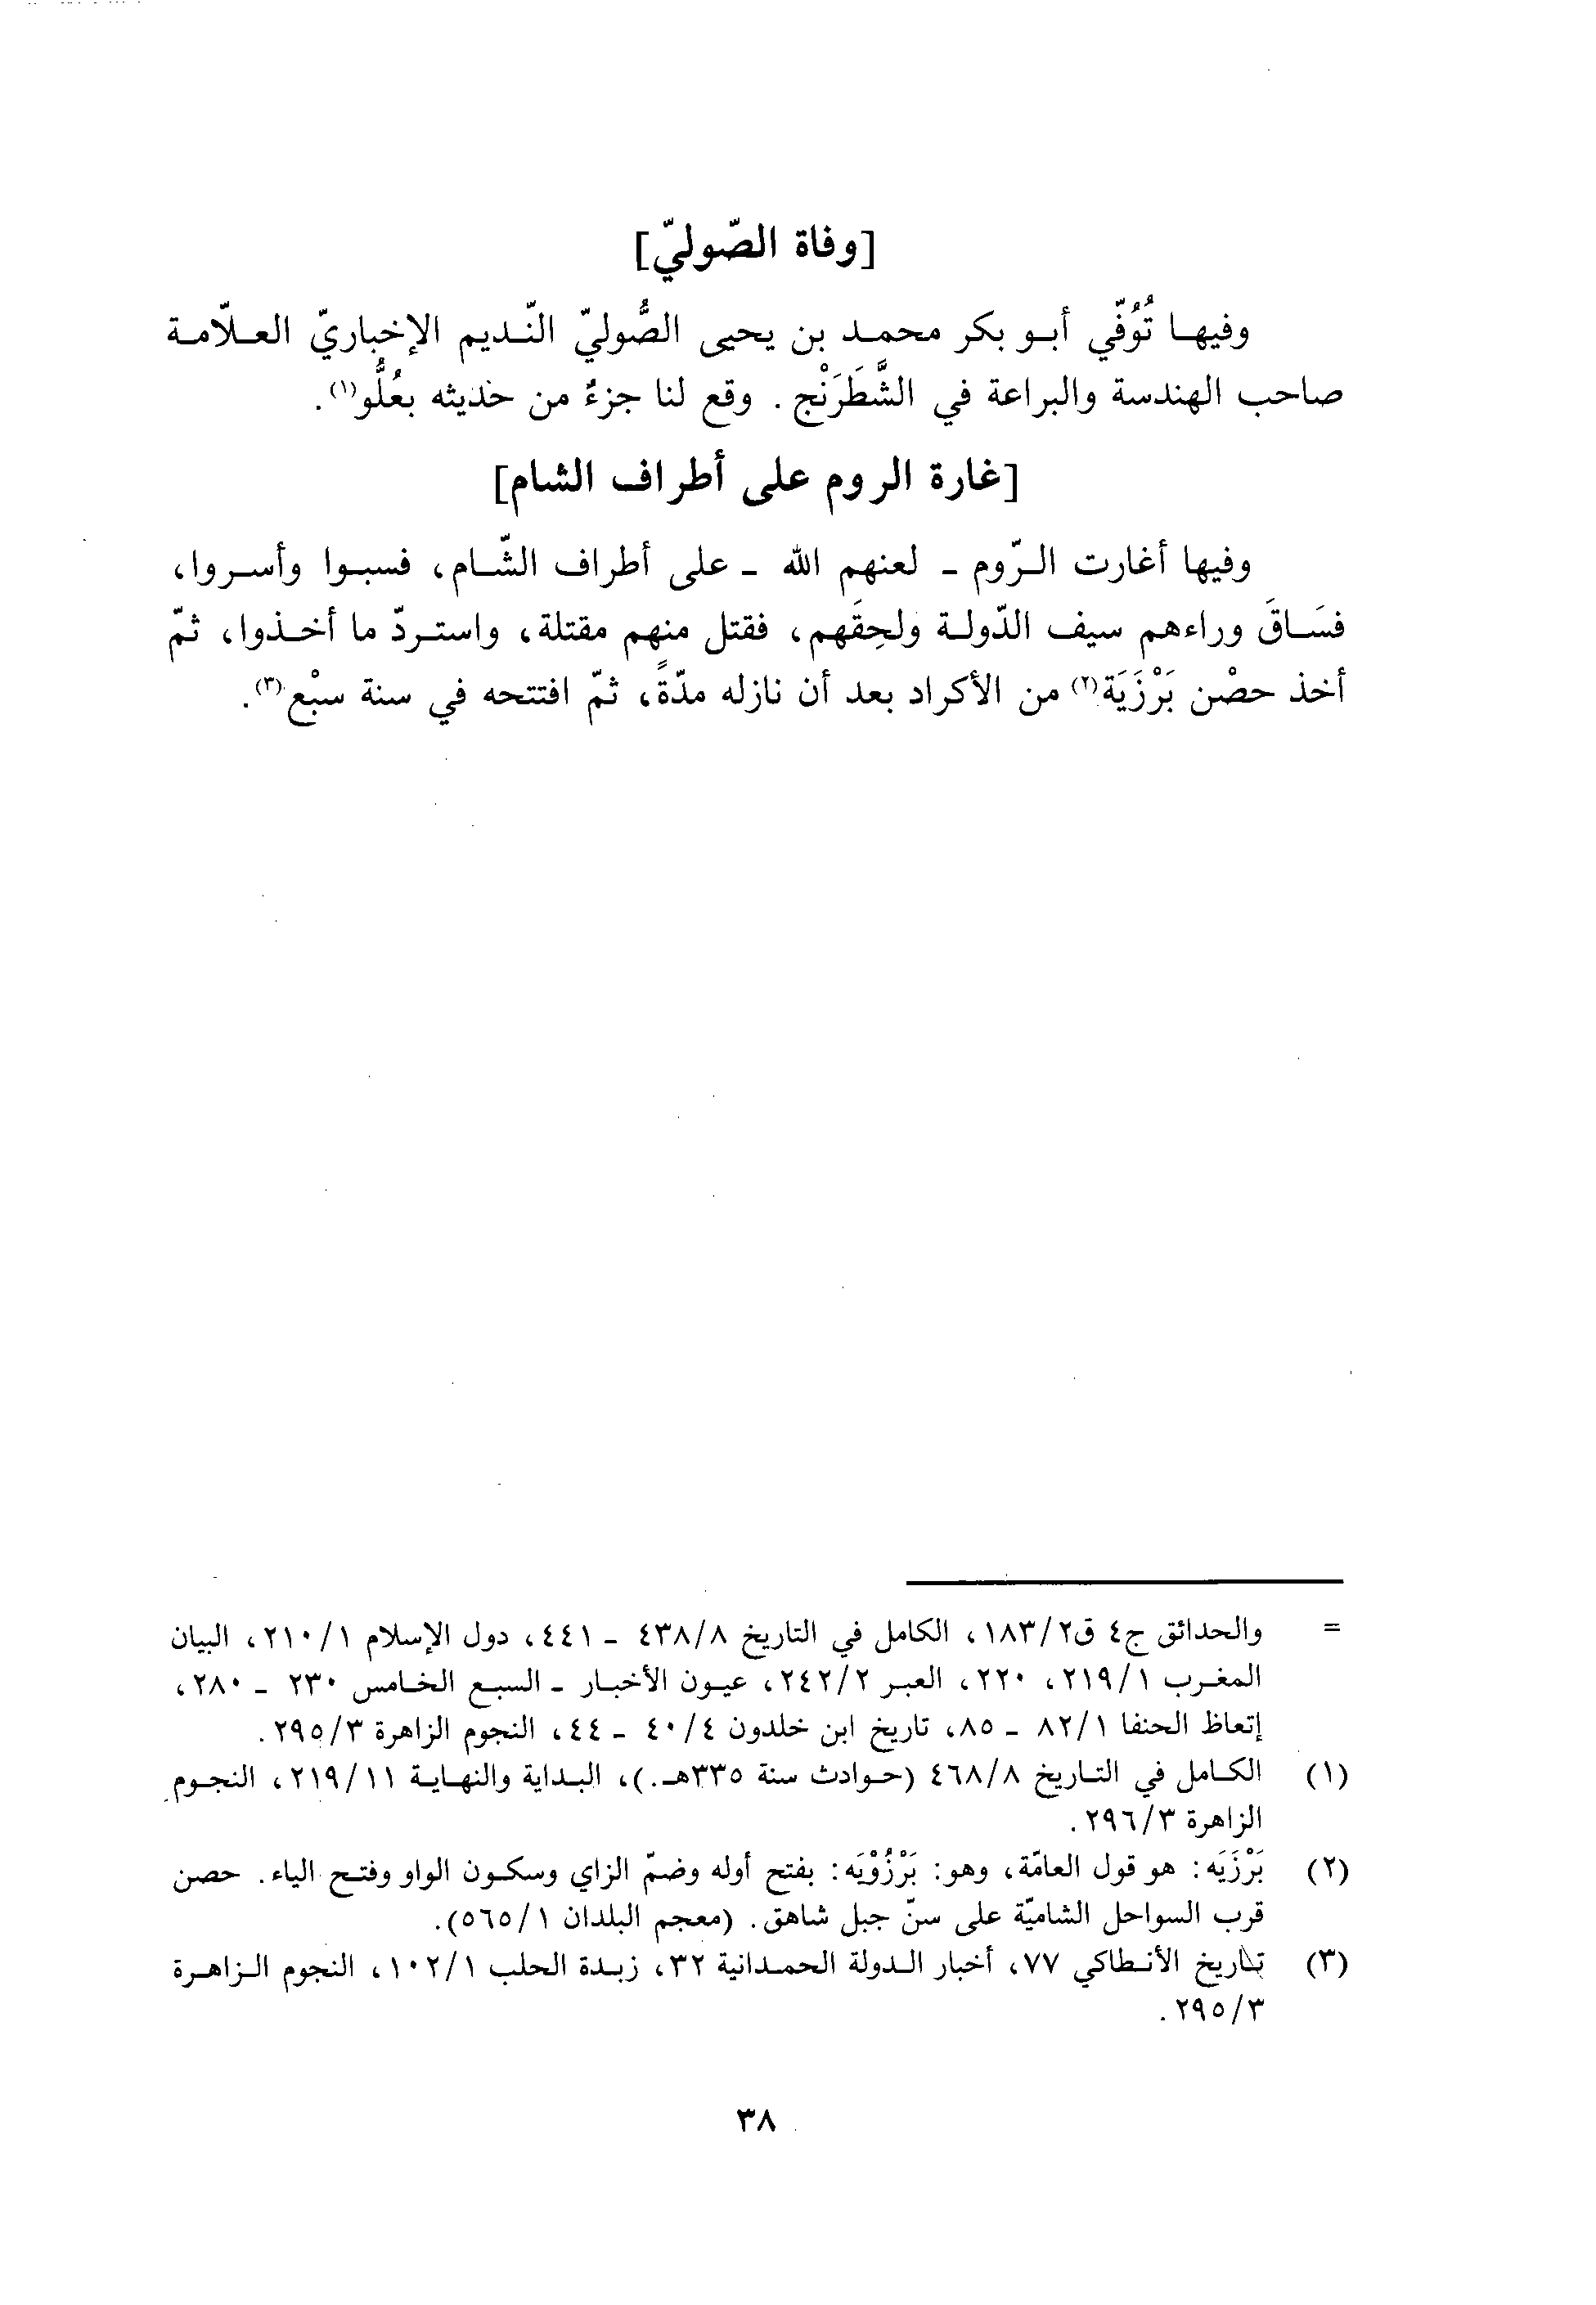 [وفاة الصّوليّ]
وفيها تُوُفّي أبو بكر محمد بن يحيى الصُّوليّ النّديم الإخباريّ العلّامة
صاحب الهندسة والبراعة في الشَّطَرَنْج. وقع لنا جزءٌ من حديثه بعُلُّو(١).
[غارة الروم على أطراف الشام]
وفيها أغارت الرّوم - لعنهم الله - على أطراف الشّام، فسبوا وأسروا،
فسَاقَ وراءهم سيف الدّولة ولحِقَهم، فقتل منهم مقتلة، واستردّ ما أخذوا، ثمّ
أخذ حصْن بَرْزَيَة(٢) من الأكراد بعد أن نازله مدّةً، ثمّ افتتحه في سنة سبْع(٣).
= والحدائق ج٤ ق٢/١٨٣، الكامل في التاريخ ٤٣٨/٨ - ٤٤١، دول الإسلام ٢١٠/١، البيان
المغرب ٢١٩/١، ٢٢٠، العبر ٢٤٢/٢، عيون الأخبار - السبع الخامس ٢٣٠ - ٢٨٠،
إتعاظ الحنفا ٨٢/١ - ٨٥، تاريخ ابن خلدون ٤٠/٤ - ٤٤، النجوم الزاهرة ٢٩٥/٣.
(١) الكامل في التاريخ ٤٦٨/٨ (حوادث سنة ٣٣٥هـ.)، البداية والنهاية ٢١٩/١١، النجوم
الزاهرة ٢٩٦/٣.
(٢) بَرْزَيَه: هو قول العامّة، وهو: بَرْزُوْيَه: بفتح أوله وضمّ الزاي وسكون الواو وفتح الياء. حصن
قرب السواحل الشاميّة على سنّ جبل شاهق. (معجم البلدان ٥٦٥/١).
(٣) تاريخ الأنطاكي ٧٧، أخبار الدولة الحمدانية ٣٢، زبدة الحلب ١٠٢/١، النجوم الزاهرة
٢٩٥/٣.
٣٨